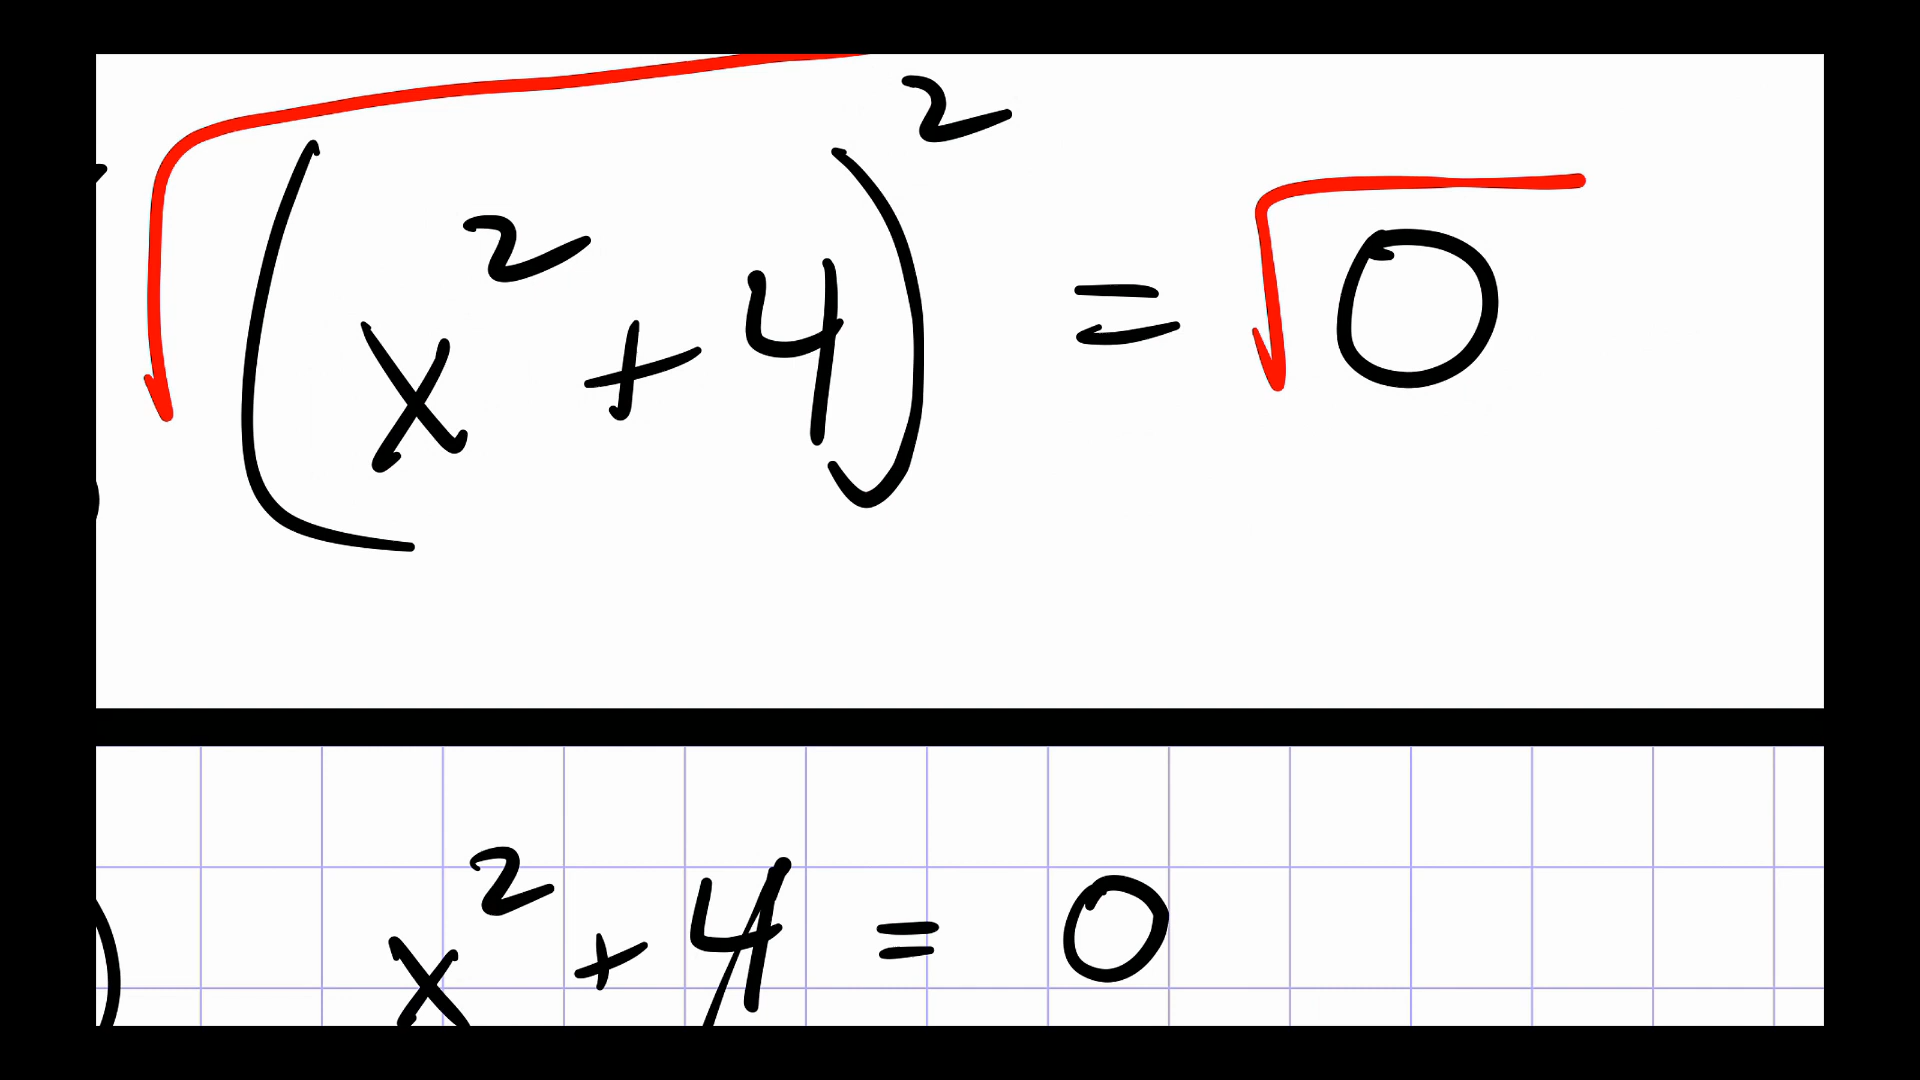 √(x² + 4)² = √0
x² + 4 = 0